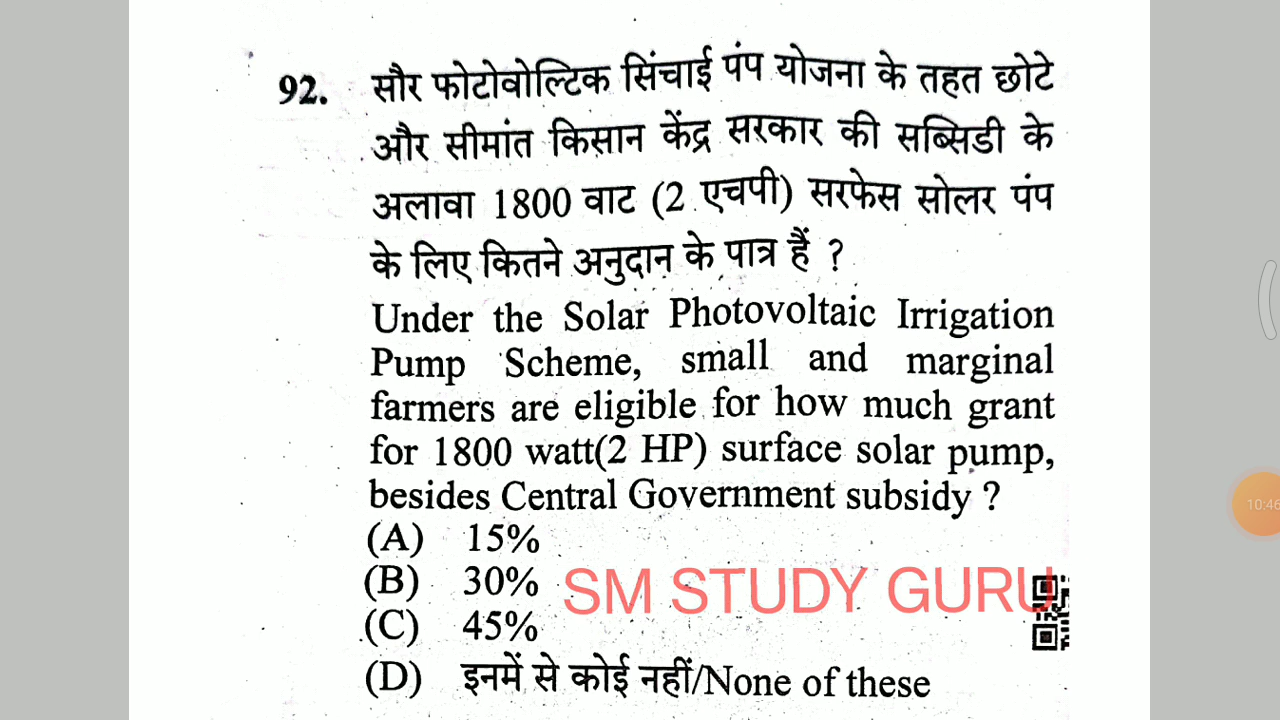 92. सौर फोटोवोल्टिक सिंचाई पंप योजना के तहत छोटे
और सीमांत किसान केंद्र सरकार की सब्सिडी के
अलावा 1800 वाट (2 एचपी) सरफेस सोलर पंप
के लिए कितने अनुदान के पात्र हैं ?
Under the Solar Photovoltaic Irrigation
Pump Scheme, small and marginal
farmers are eligible for how much grant
for 1800 watt(2 HP) surface solar pump,
besides Central Government subsidy ?
(A) 15%
(B) 30%
(C) 45%
(D) इनमें से कोई नहीं/None of these
SM STUDY GURU
10:46